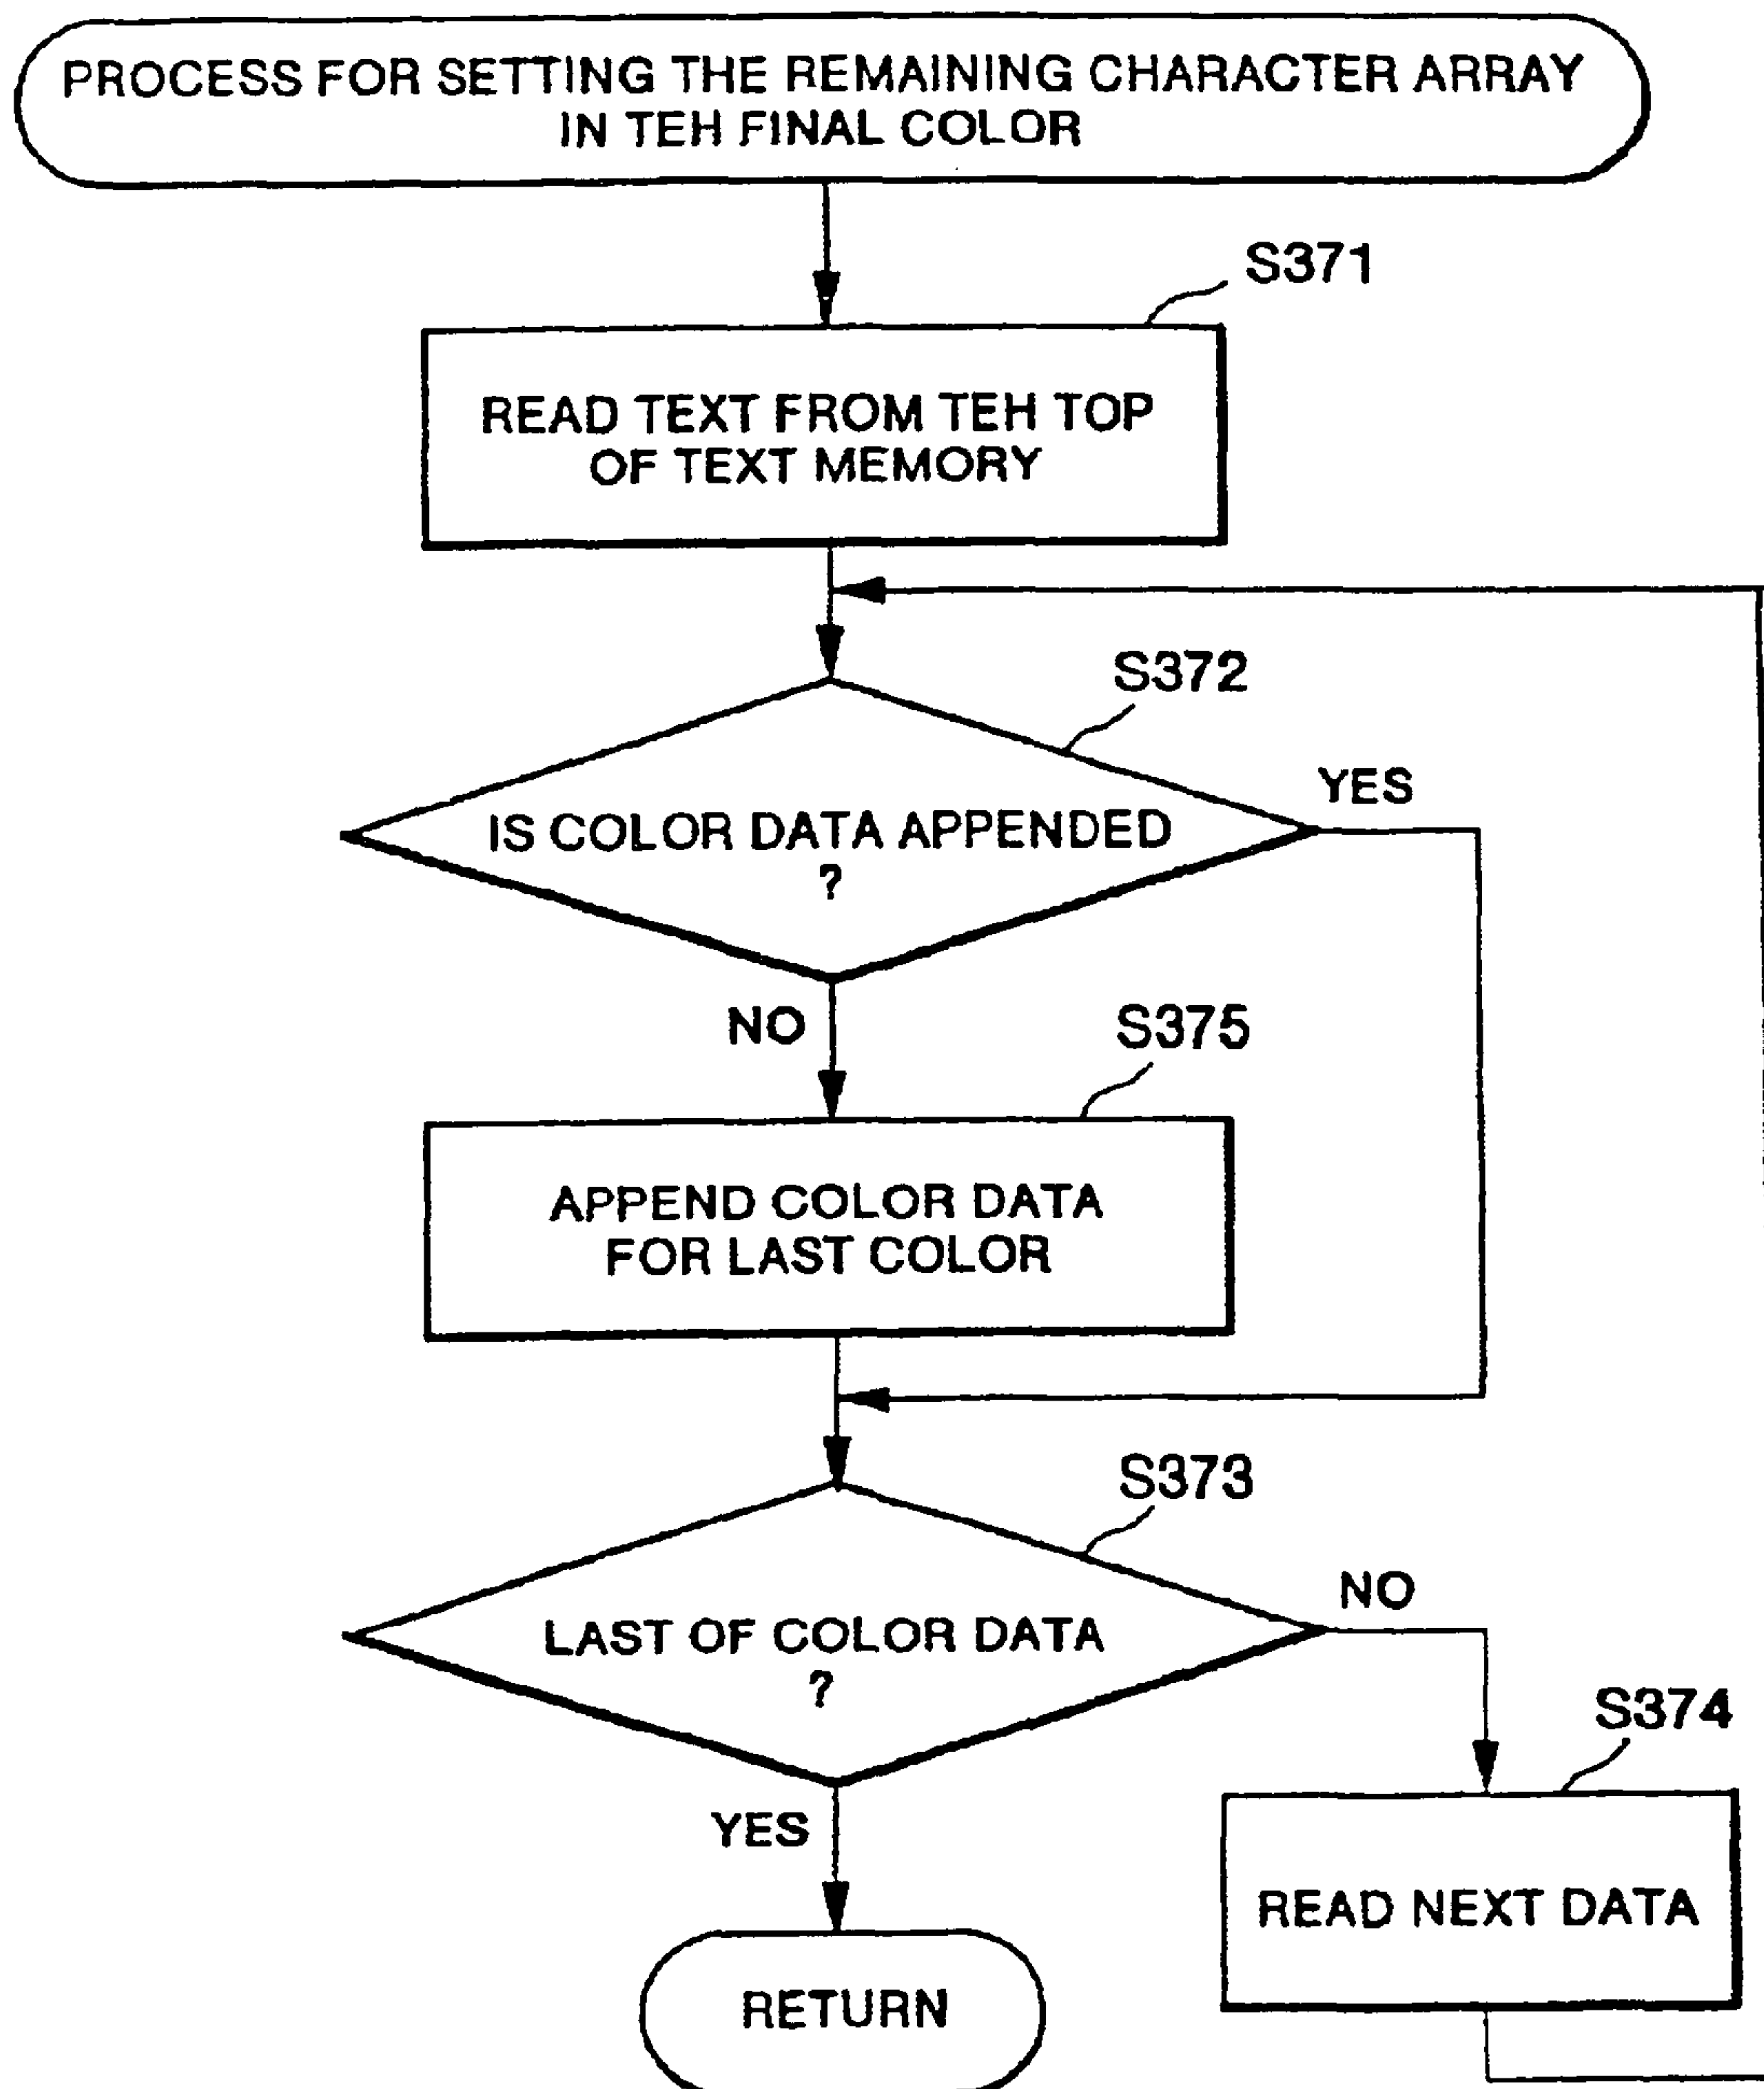 PROCESS FOR SETTING THE REMAINING CHARACTER ARRAY
IN TEH FINAL COLOR
S371
READ TEXT FROM TEH TOP
OF TEXT MEMORY
S372
YES
IS COLOR DATA APPENDED
?
NO
S375
APPEND COLOR DATA
FOR LAST COLOR
S373
NO
LAST OF COLOR DATA
?
S374
YES
READ NEXT DATA
RETURN